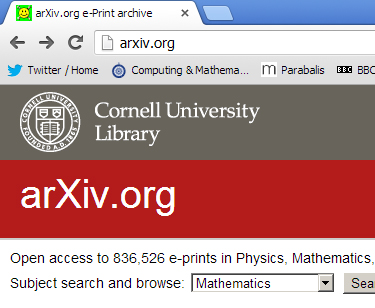 arXiv.org e-Print archive
arxiv.org
Twitter / Home Computing & Mathema... Parabalis BBC BBC
CORNELL UNIVERSITY
FOUNDED A.D. 1865
Cornell University
Library
arXiv.org
Open access to 836,526 e-prints in Physics, Mathematics,
Subject search and browse: Mathematics Sea